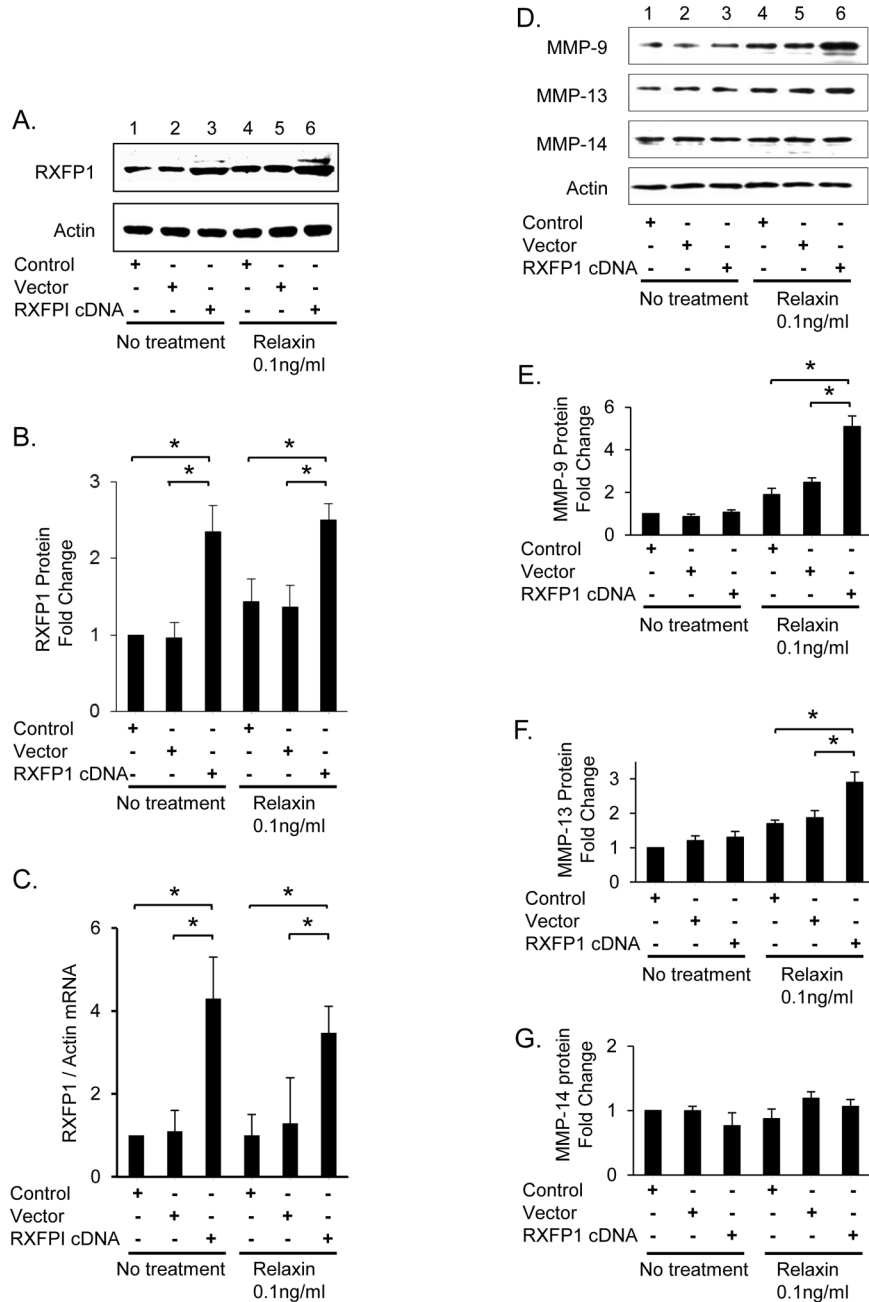 A.
1 2 3 4 5 6
RXFP1
Actin
Control + - - + - -
Vector - + - - + -
RXFPI cDNA - - + - - +
No treatment Relaxin
0.1ng/ml
B.
* *
* *
3
2
1
0
RXFP1 Protein
Fold Change
Control + - - + - -
Vector - + - - + -
RXFP1 cDNA - - + - - +
No treatment Relaxin
0.1ng/ml
C.
* *
* *
6
4
2
0
RXFP1 / Actin mRNA
Control + - - + - -
Vector - + - - + -
RXFPI cDNA - - + - - +
No treatment Relaxin
0.1ng/ml
D.
1 2 3 4 5 6
MMP-9
MMP-13
MMP-14
Actin
Control + - - + - -
Vector - + - - + -
RXFP1 cDNA - - + - - +
No treatment Relaxin
0.1ng/ml
E.
*
*
6
4
2
0
MMP-9 Protein
Fold Change
Control + - - + - -
Vector - + - - + -
RXFP1 cDNA - - + - - +
No treatment Relaxin
0.1ng/ml
F.
*
*
3
2
1
0
MMP-13 Protein
Fold Change
Control + - - + - -
Vector - + - - + -
RXFP1 cDNA - - + - - +
No treatment Relaxin
0.1ng/ml
G.
2
1
0
MMP-14 protein
Fold Change
Control + - - + - -
Vector - + - - + -
RXFP1 cDNA - - + - - +
No treatment Relaxin
0.1ng/ml